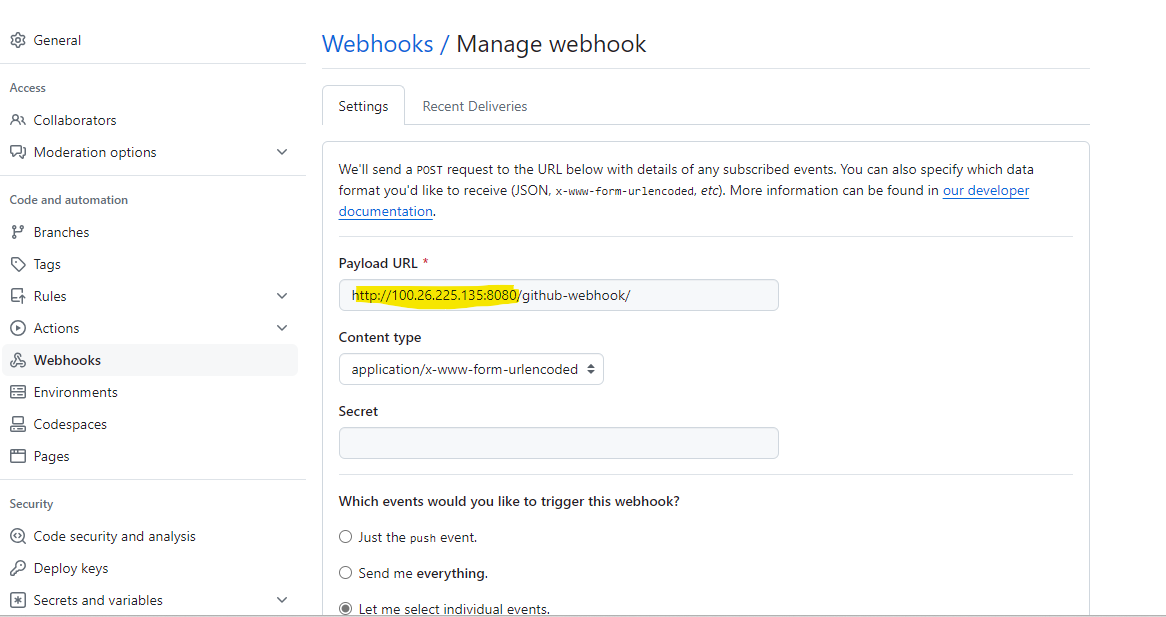 General
Access
Collaborators
Moderation options
Code and automation
Branches
Tags
Rules
Actions
Webhooks
Environments
Codespaces
Pages
Security
Code security and analysis
Deploy keys
Secrets and variables
Webhooks / Manage webhook
Settings
Recent Deliveries
We'll send a POST request to the URL below with details of any subscribed events. You can also specify which data
format you'd like to receive (JSON, x-www-form-urlencoded, etc). More information can be found in our developer
documentation.
Payload URL *
http://100.26.225.135:8080/github-webhook/
Content type
application/x-www-form-urlencoded
Secret
Which events would you like to trigger this webhook?
Just the push event.
Send me everything.
Let me select individual events.